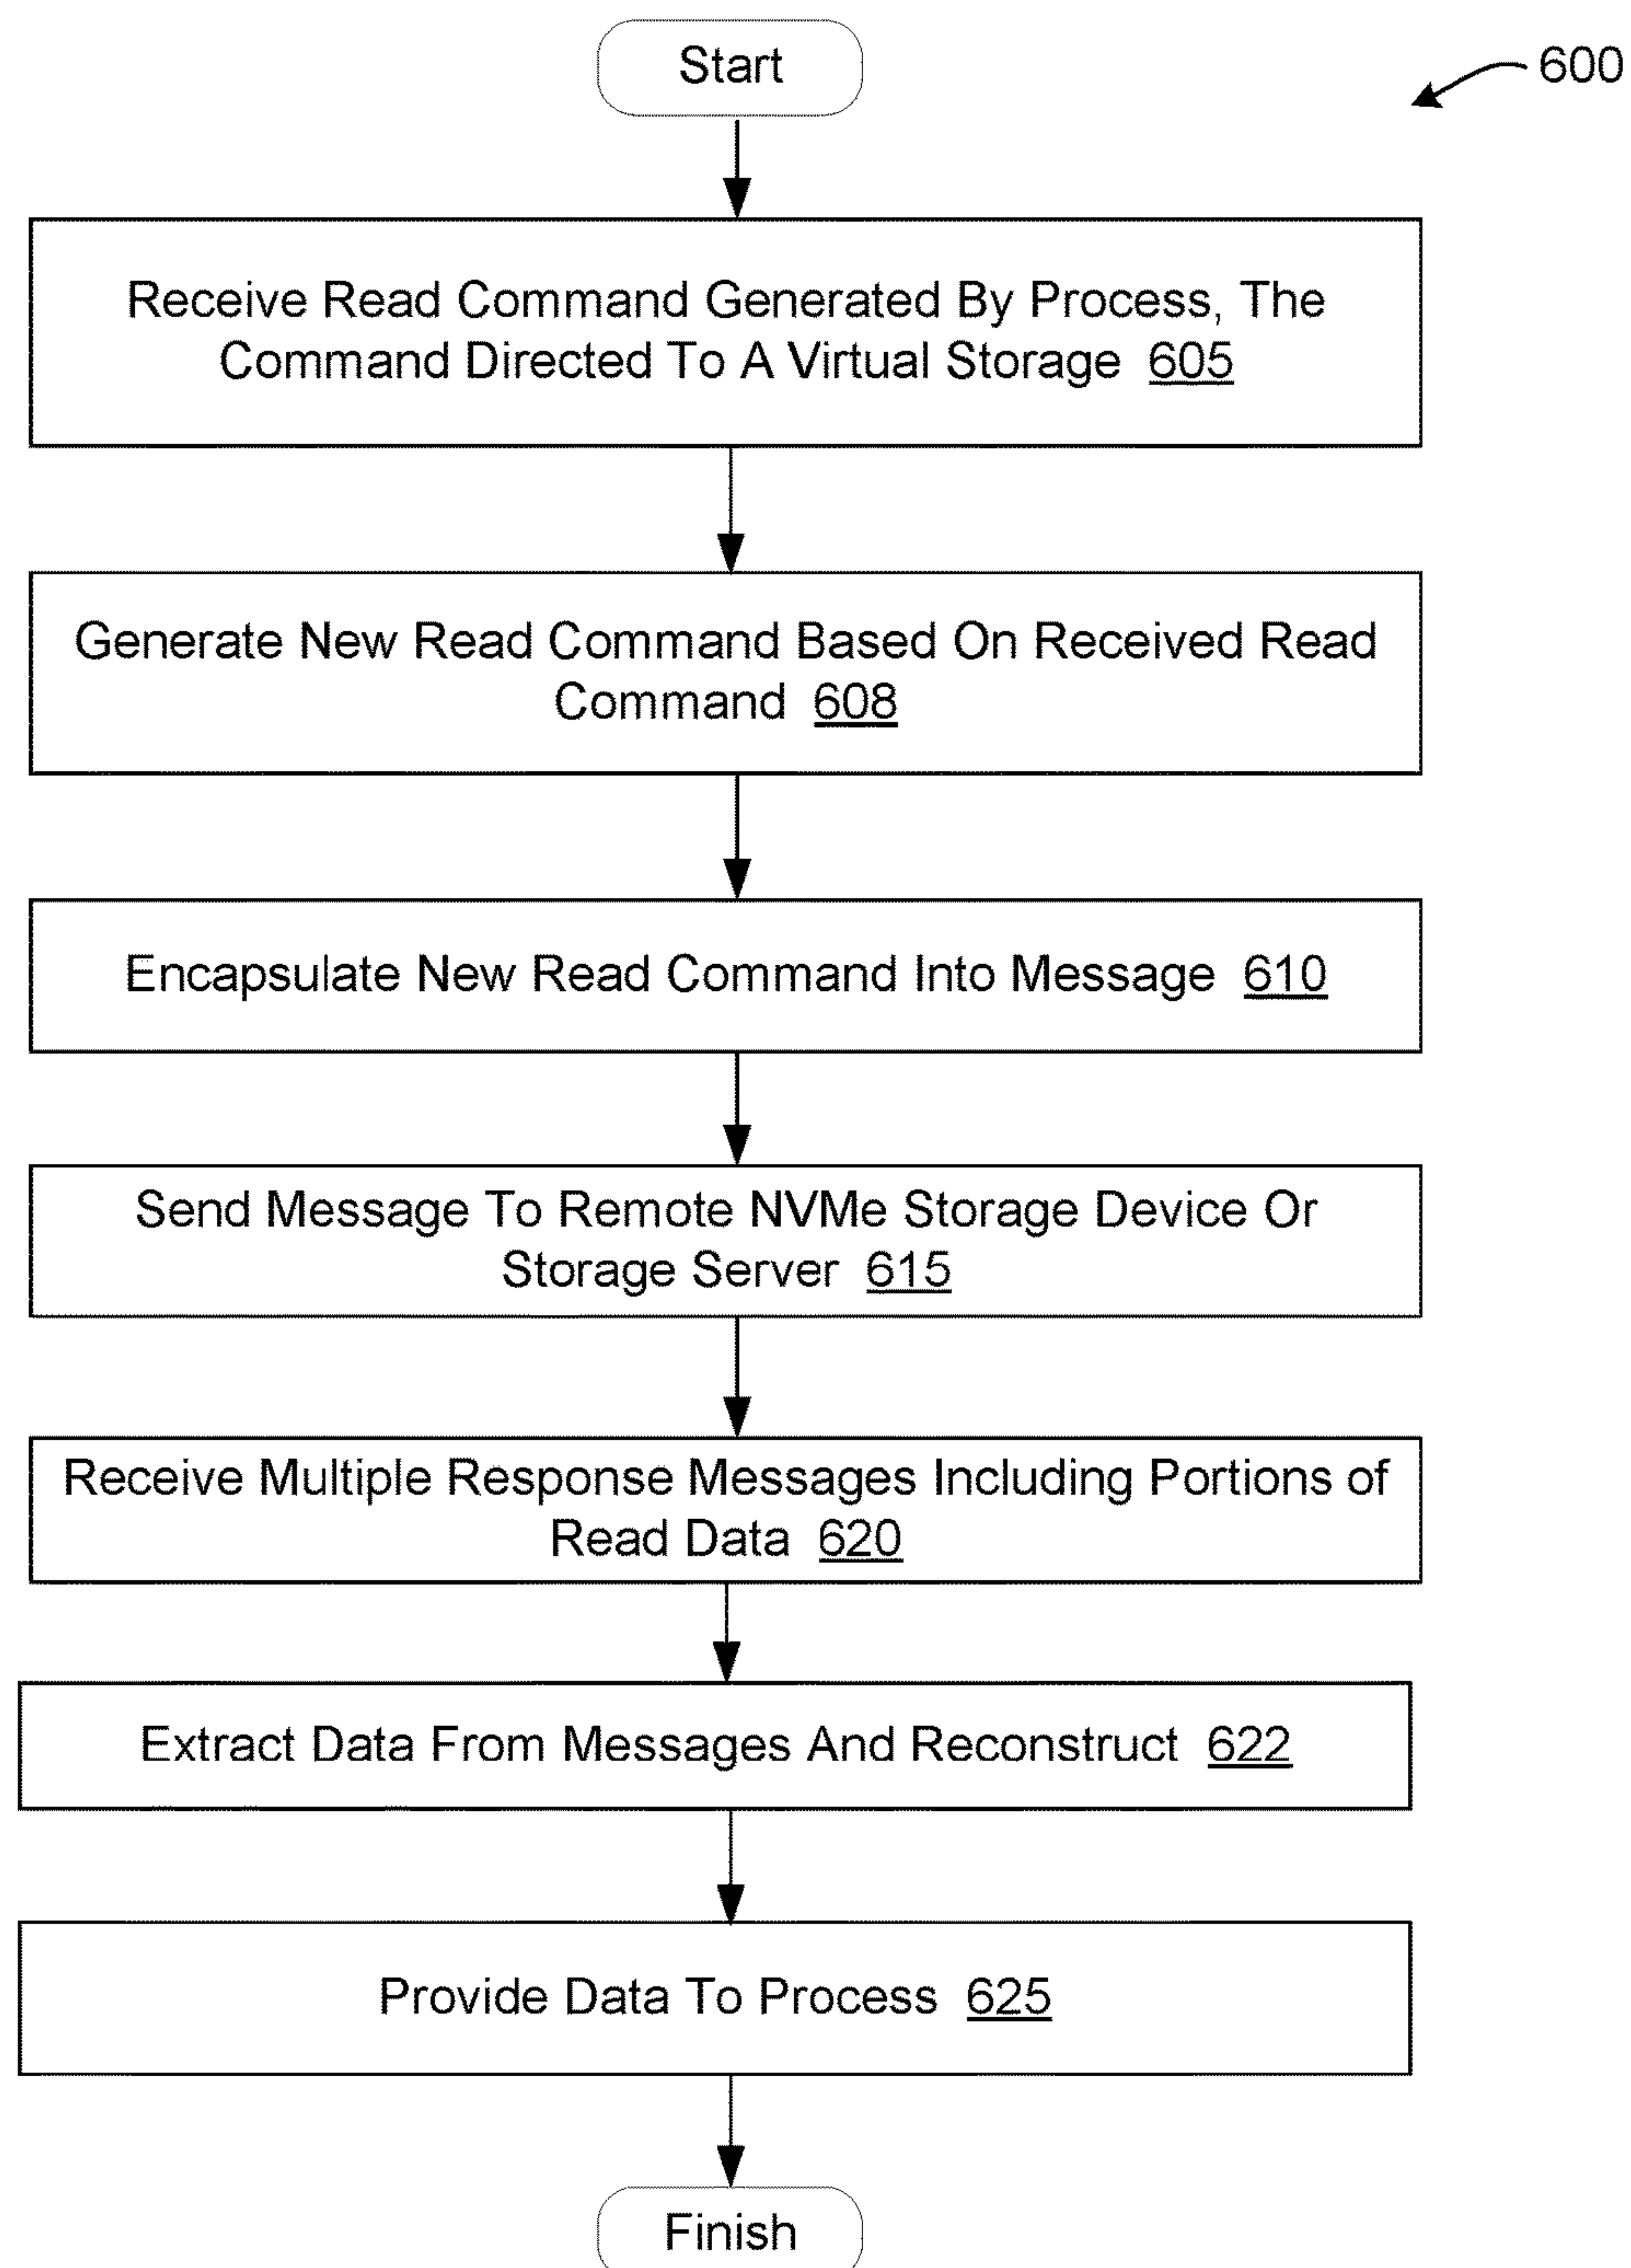 Start
600
Receive Read Command Generated By Process, The
Command Directed To A Virtual Storage 605
Generate New Read Command Based On Received Read
Command 608
Encapsulate New Read Command Into Message 610
Send Message To Remote NVMe Storage Device Or
Storage Server 615
Receive Multiple Response Messages Including Portions of
Read Data 620
Extract Data From Messages And Reconstruct 622
Provide Data To Process 625
Finish